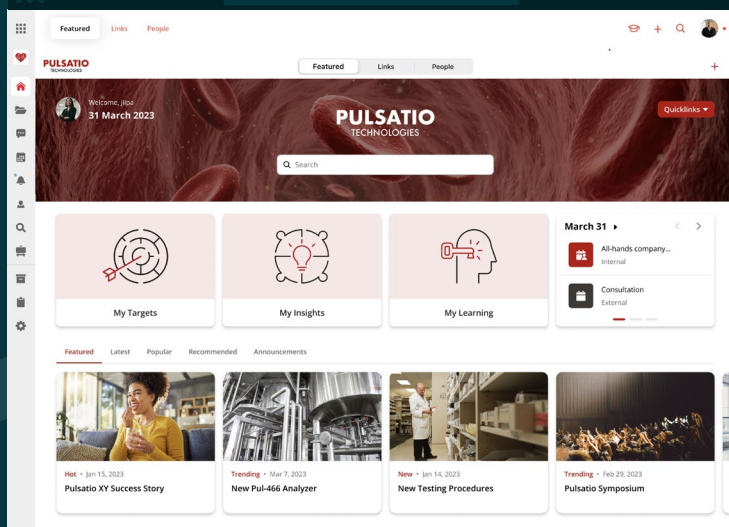 Featured Links People
PULSATIO
TECHNOLOGIES
Featured Links People
Welcome, jilpa
31 March 2023
PULSATIO
TECHNOLOGIES
Quicklinks
Search
My Targets
My Insights
My Learning
March 31
All-hands company...
Internal
Consultation
External
Featured Latest Popular Recommended Announcements
Hot • Jan 15, 2023
Pulsatio XY Success Story
Trending • Mar 7, 2023
New Pul-466 Analyzer
New • Jan 14, 2023
New Testing Procedures
Trending • Feb 29, 2023
Pulsatio Symposium